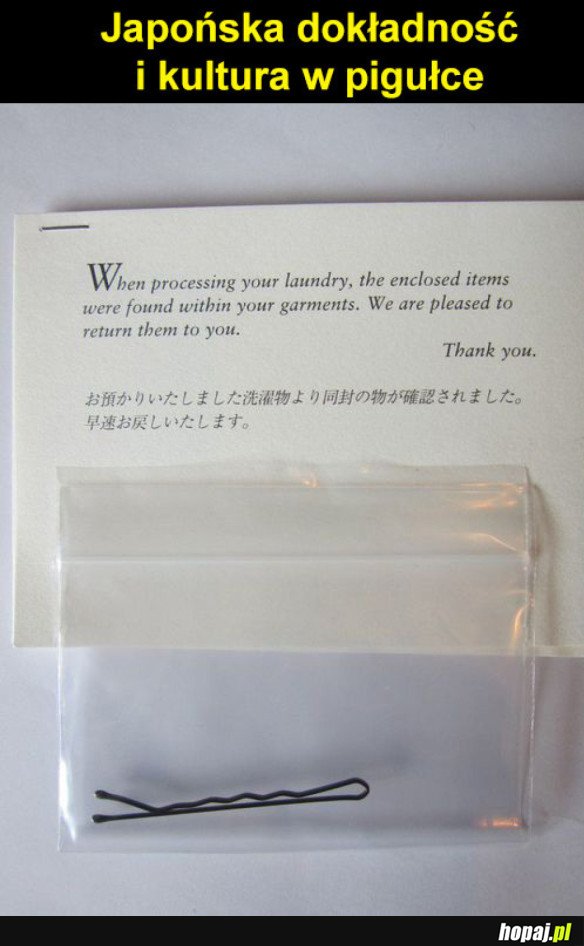 Japońska dokładność
i kultura w pigułce
When processing your laundry, the enclosed items
were found within your garments. We are pleased to
return them to you.
Thank you.
お預かりいたしました洗濯物より同封の物が確認されました。
早速お戻しいたします。
hopaj.pl